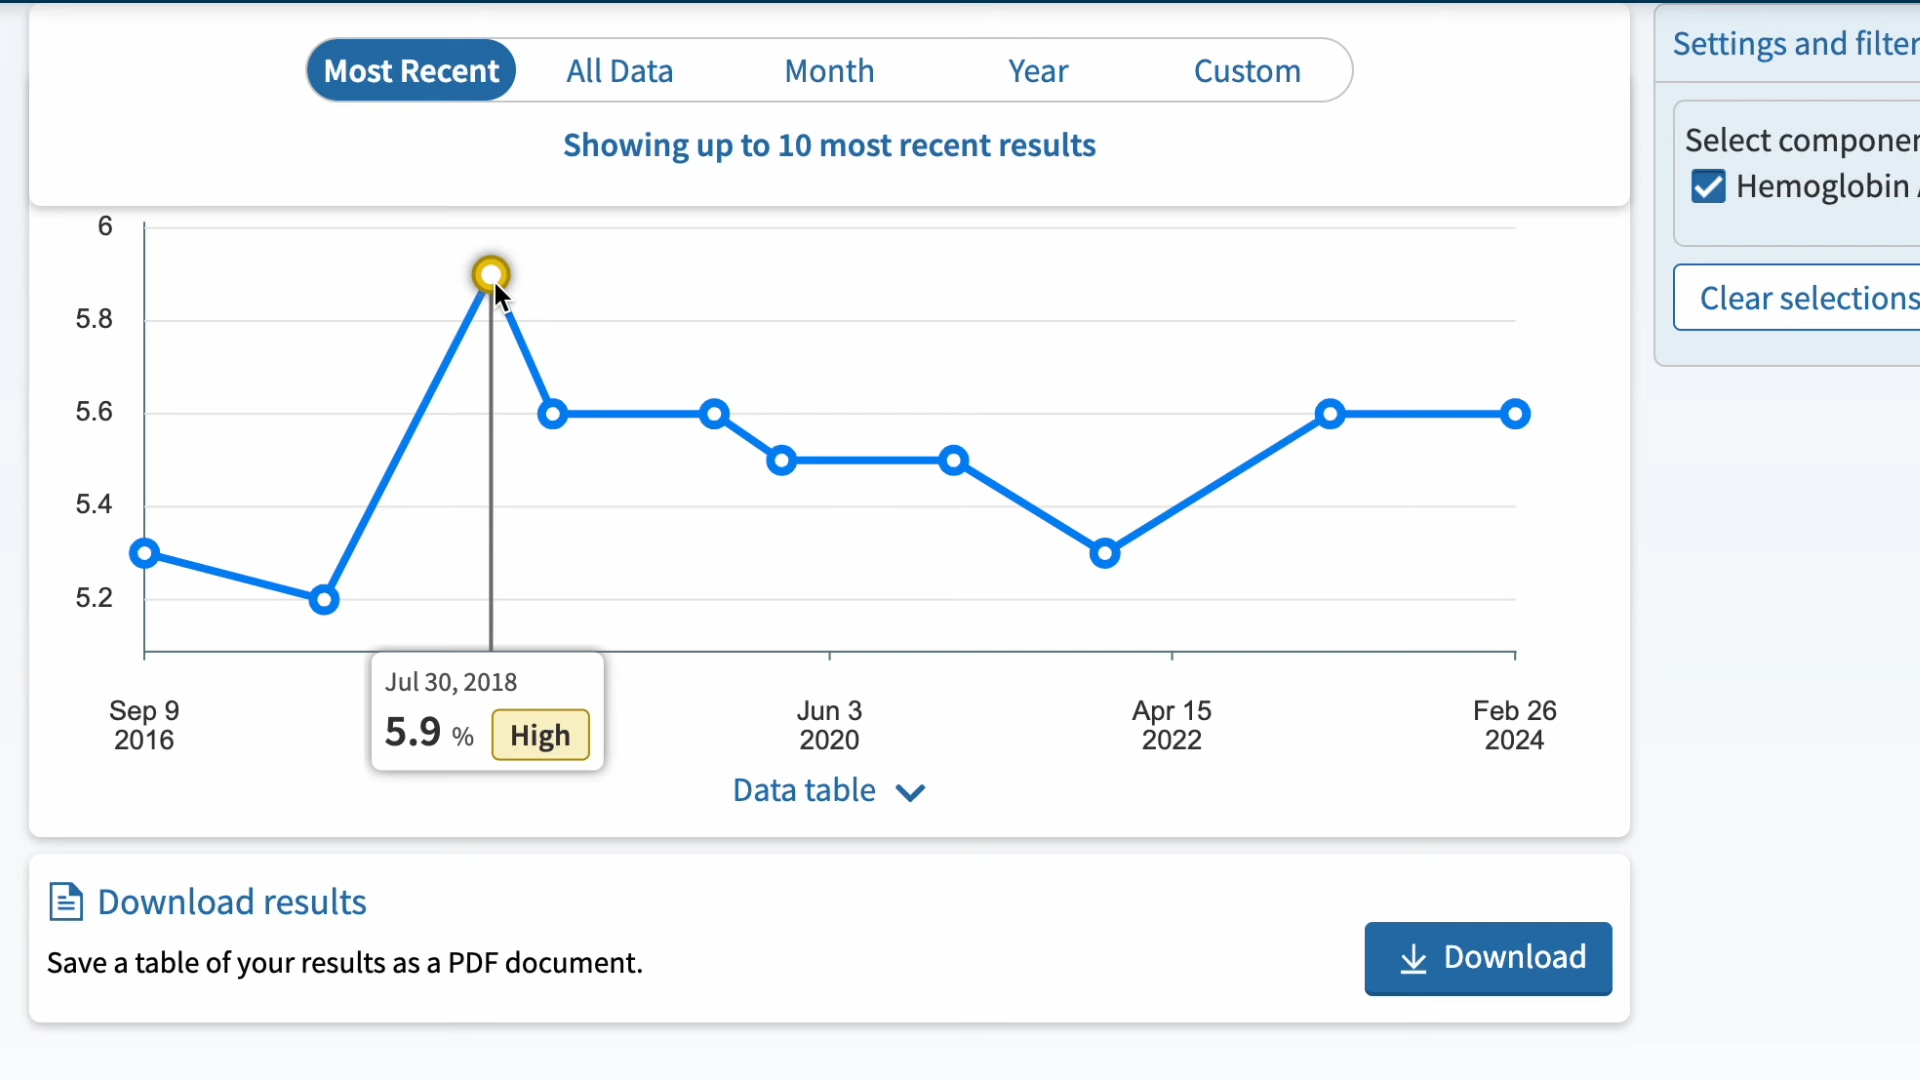 Most Recent
All Data
Month
Year
Custom
Showing up to 10 most recent results
Settings and filter
Select componen
Hemoglobin A
Clear selections
6
5.8
5.6
5.4
5.2
Sep 9
2016
Jul 30, 2018
5.9 % High
Jun 3
2020
Apr 15
2022
Feb 26
2024
Data table
Download results
Save a table of your results as a PDF document.
Download